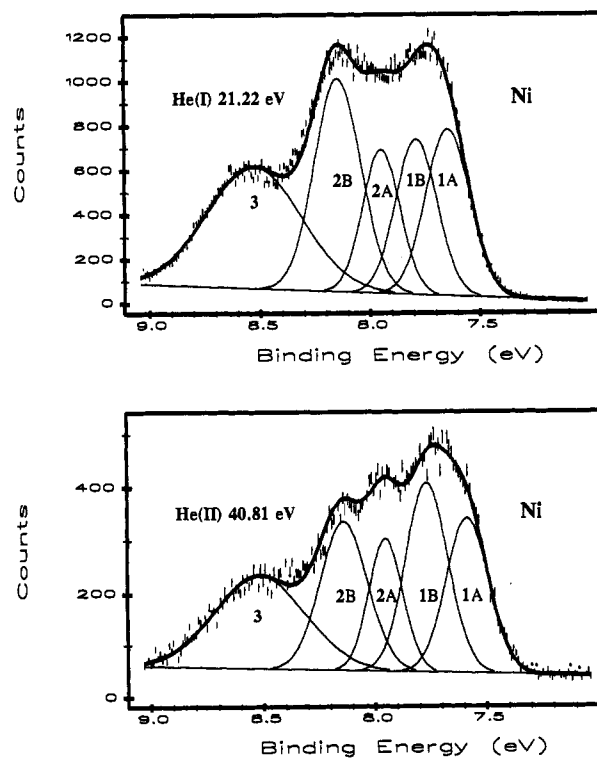 1200
1000
800
600
400
200
0
Counts
He(I) 21.22 eV
Ni
3
2B
2A
1B
1A
9.0
8.5
8.0
7.5
Binding Energy (eV)
400
200
0
Counts
He(II) 40.81 eV
Ni
3
2B
2A
1B
1A
9.0
8.5
8.0
7.5
Binding Energy (eV)